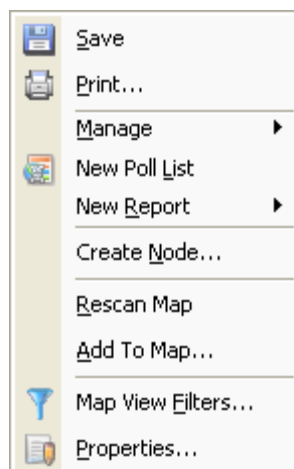 Save
Print...
Manage
New Poll List
New Report
Create Node...
Rescan Map
Add To Map...
Map View Filters...
Properties...